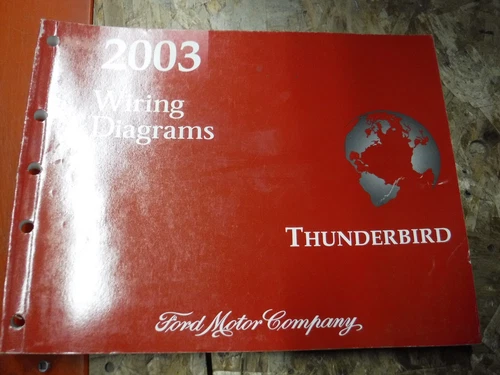 2003
Wiring
Diagrams
THUNDERBIRD
Ford Motor Company